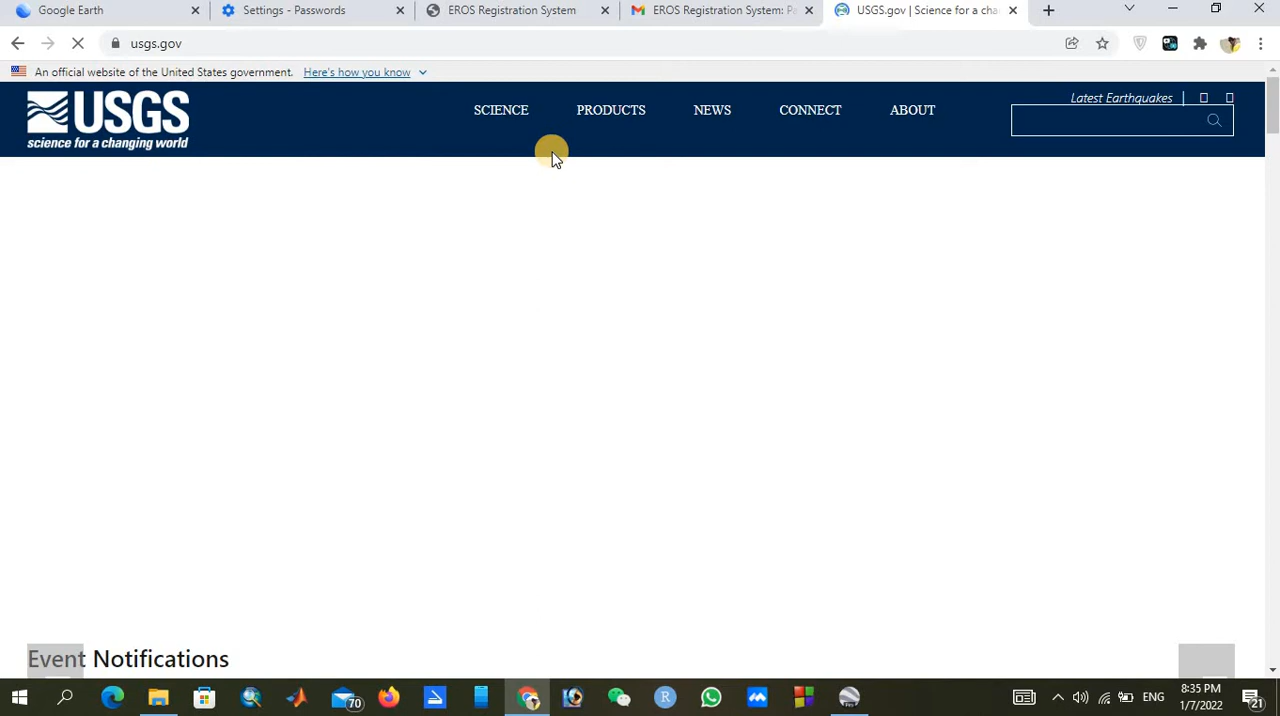 Google Earth
Settings - Passwords
EROS Registration System
EROS Registration System: Pa
USGS.gov | Science for a cha
usgs.gov
An official website of the United States government. Here's how you know
USGS
science for a changing world
SCIENCE PRODUCTS NEWS CONNECT ABOUT
Latest Earthquakes |
Event Notifications
70
ENG
8:35 PM
1/7/2022
21